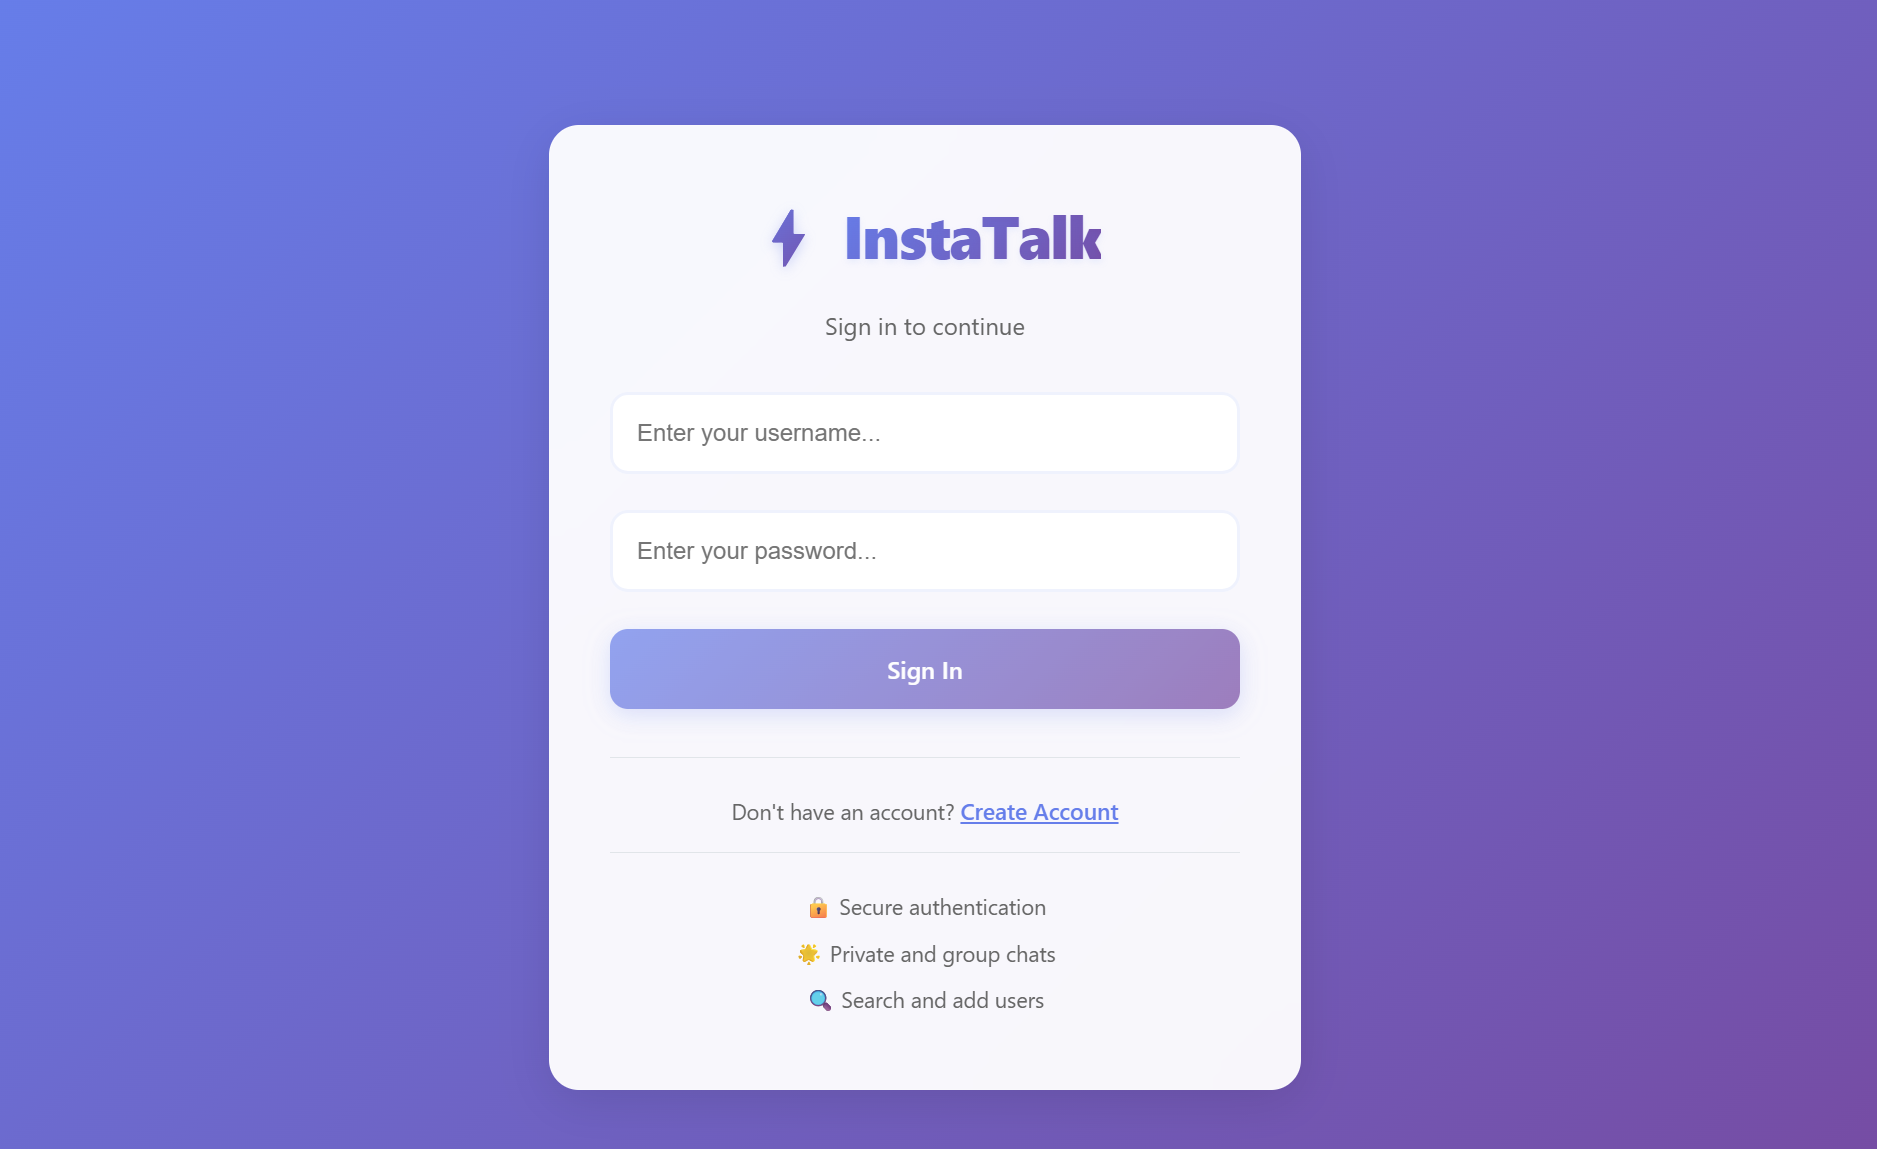 InstaTalk
Sign in to continue
Enter your username...
Enter your password...
Sign In
Don't have an account? Create Account
Secure authentication
Private and group chats
Search and add users